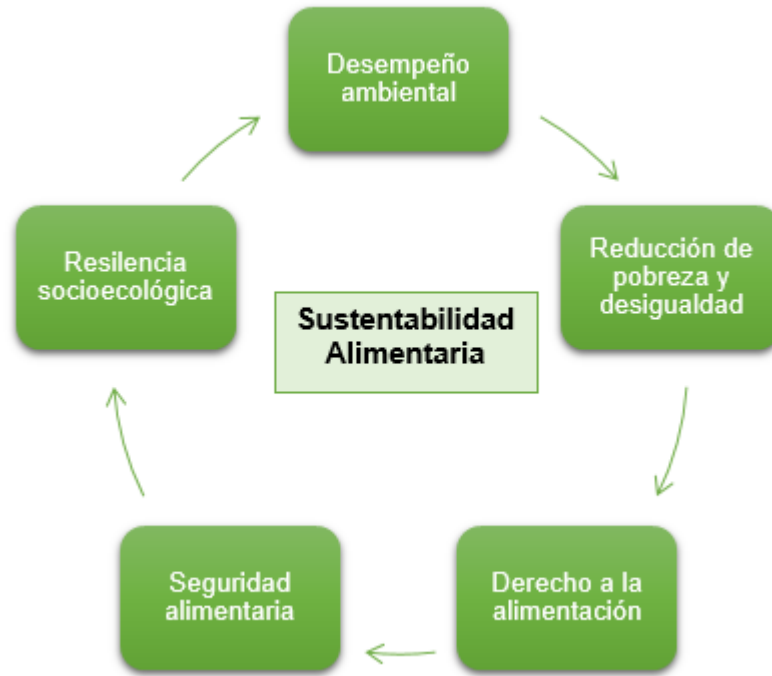 Desempeño
ambiental
Reducción de
pobreza y
desigualdad
Derecho a la
alimentación
Seguridad
alimentaria
Resilencia
socioecológica
Sustentabilidad
Alimentaria